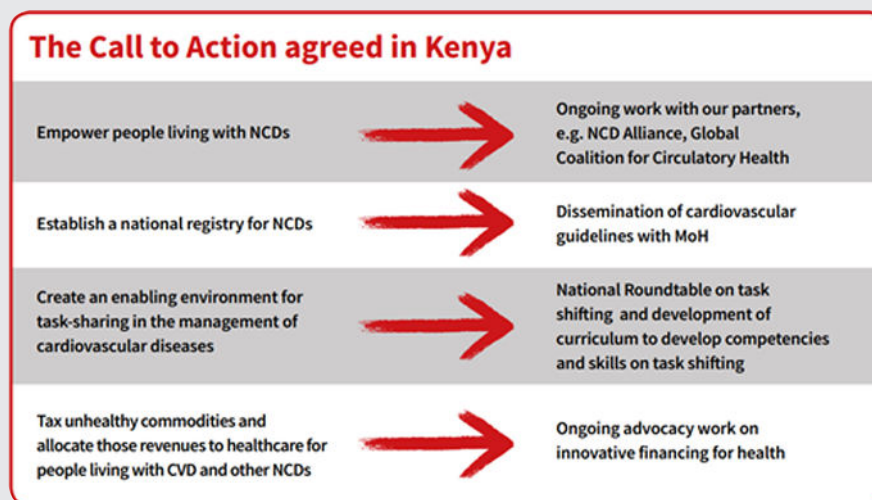 The Call to Action agreed in Kenya
Empower people living with NCDs
Ongoing work with our partners,
e.g. NCD Alliance, Global
Coalition for Circulatory Health
Establish a national registry for NCDs
Dissemination of cardiovascular
guidelines with MoH
Create an enabling environment for
task-sharing in the management of
cardiovascular diseases
National Roundtable on task
shifting and development of
curriculum to develop competencies
and skills on task shifting
Tax unhealthy commodities and
allocate those revenues to healthcare for
people living with CVD and other NCDs
Ongoing advocacy work on
innovative financing for health